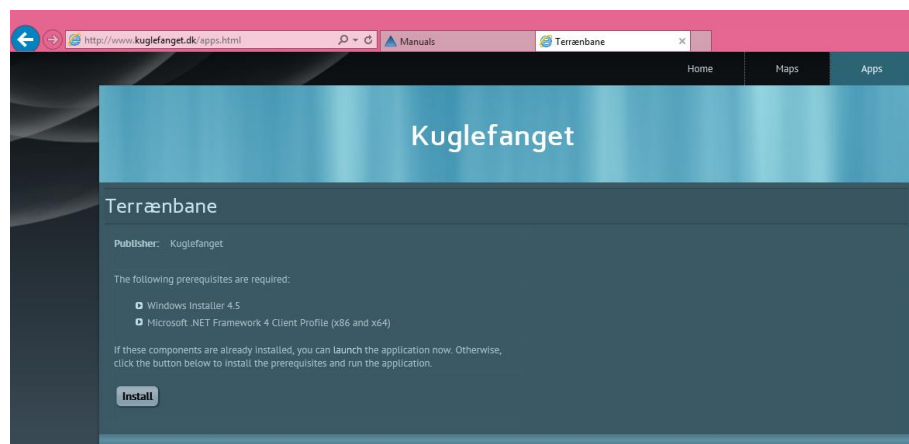 http://www.kuglefanget.dk/apps.html
Manuals
Terrænbane
Home
Maps
Apps
Kuglefanget
Terrænbane
Publisher: Kuglefanget
The following prerequisites are required:
Windows Installer 4.5
Microsoft .NET Framework 4 Client Profile (x86 and x64)
If these components are already installed, you can launch the application now. Otherwise,
click the button below to install the prerequisites and run the application.
Install